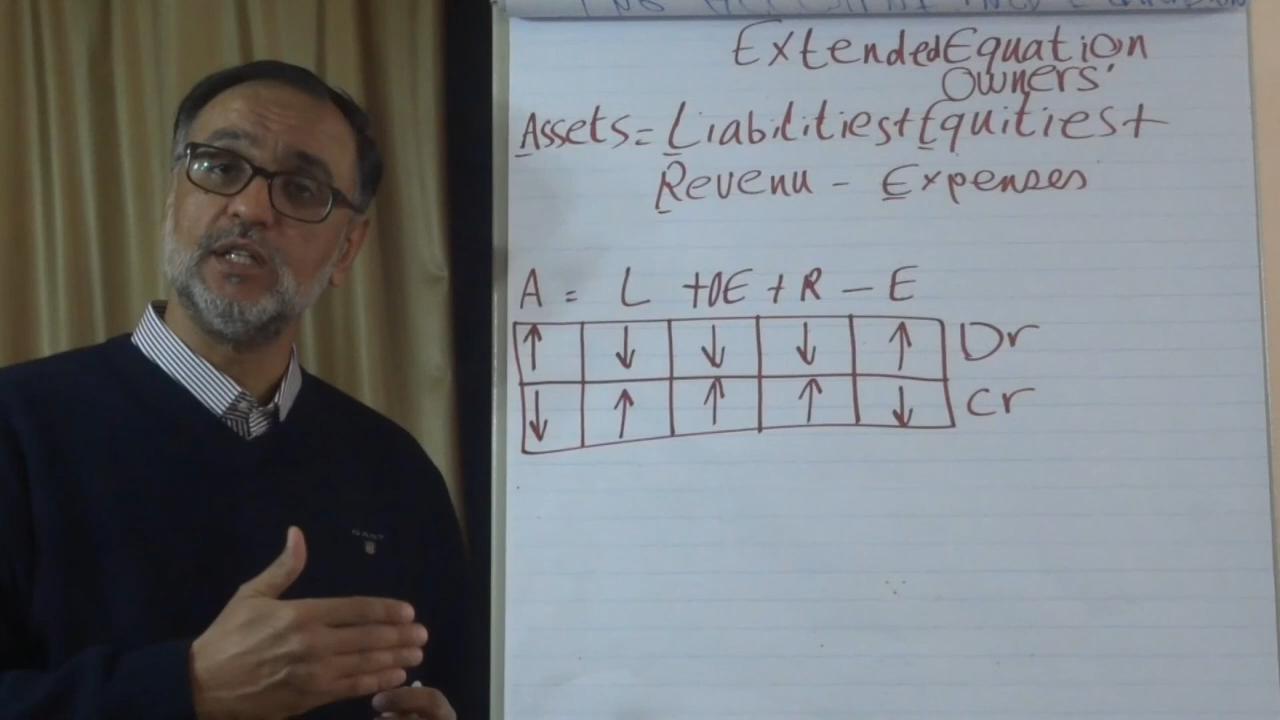 Extended Equation
Owners'
Assets = Liabilities + Equities +
Revenu - Expenses
A = L + OE + R - E
↑ ↓ ↓ ↓ ↑ Dr
↓ ↑ ↑ ↑ ↓ Cr
GANT